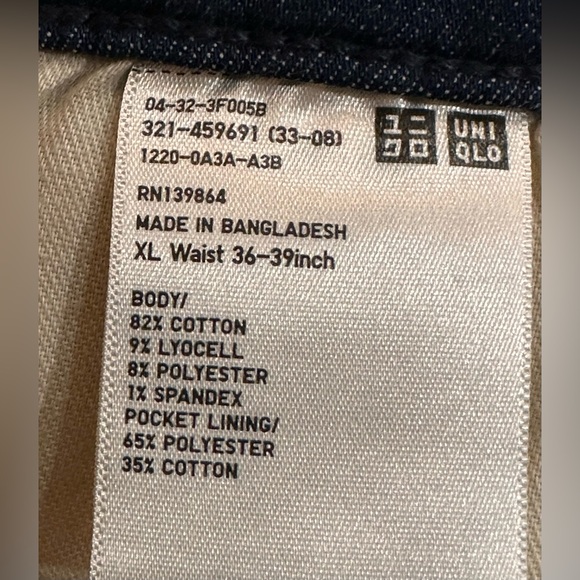 04-32-3F005B
321-459691 (33-08)
1220-0A3A-A3B
ユニ
クロ
UNI
QLO
RN139864
MADE IN BANGLADESH
XL Waist 36-39inch
BODY/
82% COTTON
9% LYOCELL
8% POLYESTER
1% SPANDEX
POCKET LINING/
65% POLYESTER
35% COTTON